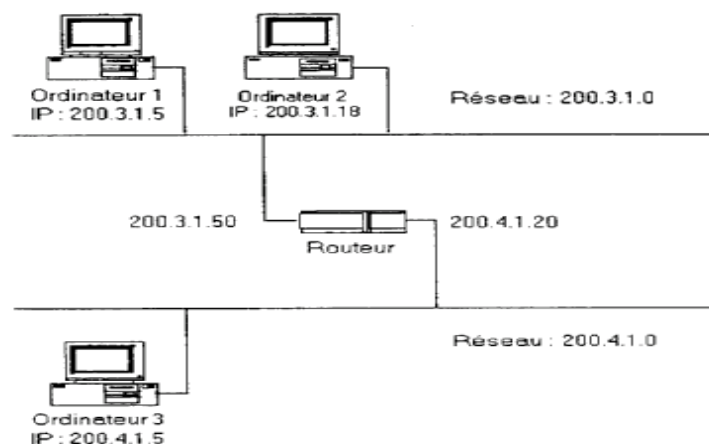 Ordinateur 1
IP : 200.3.1.5
Ordinateur 2
IP : 200.3.1.18
Réseau : 200.3.1.0
200.3.1.50
Routeur
200.4.1.20
Réseau : 200.4.1.0
Ordinateur 3
IP : 200.4.1.5